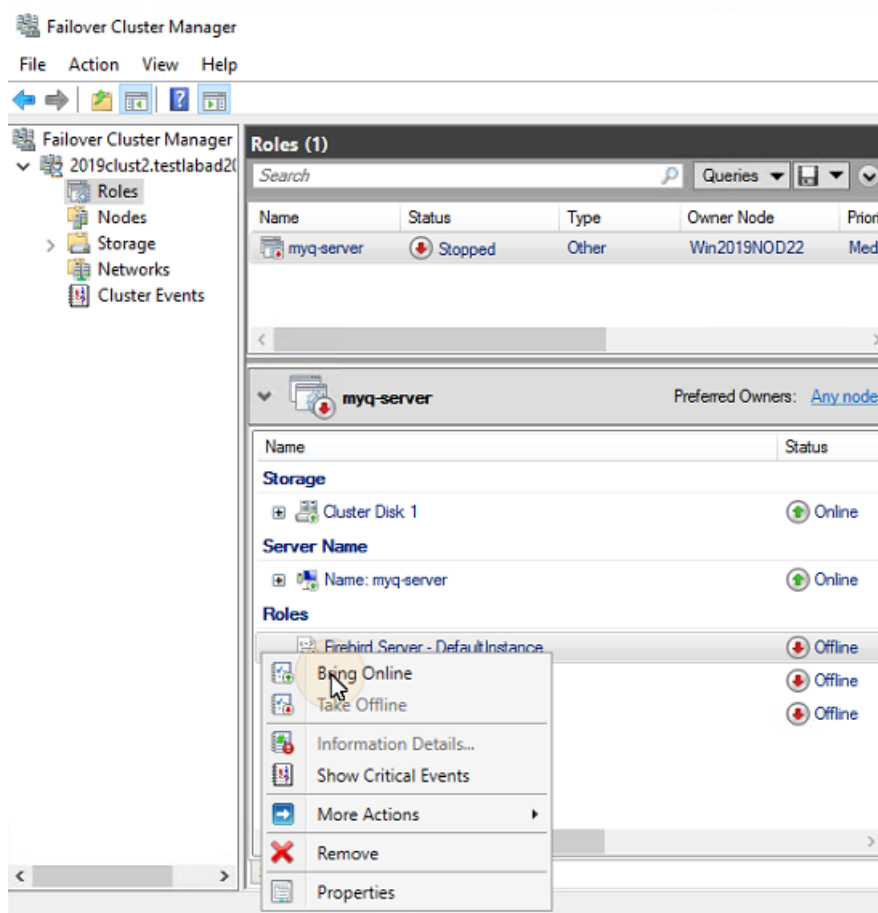 Failover Cluster Manager
File Action View Help
Failover Cluster Manager
2019clust2.testlabad2(
Roles
Nodes
Storage
Networks
Cluster Events
Roles (1)
Search
Queries
Name Status Type Owner Node Priori
myq-server Stopped Other Win2019NOD22 Med
myq-server Preferred Owners: Any node
Name Status
Storage
Cluster Disk 1 Online
Server Name
Name: myq-server Online
Roles
Firebird Server - DefaultInstance Offline
Offline
Offline
Bring Online
Take Offline
Information Details...
Show Critical Events
More Actions
Remove
Properties